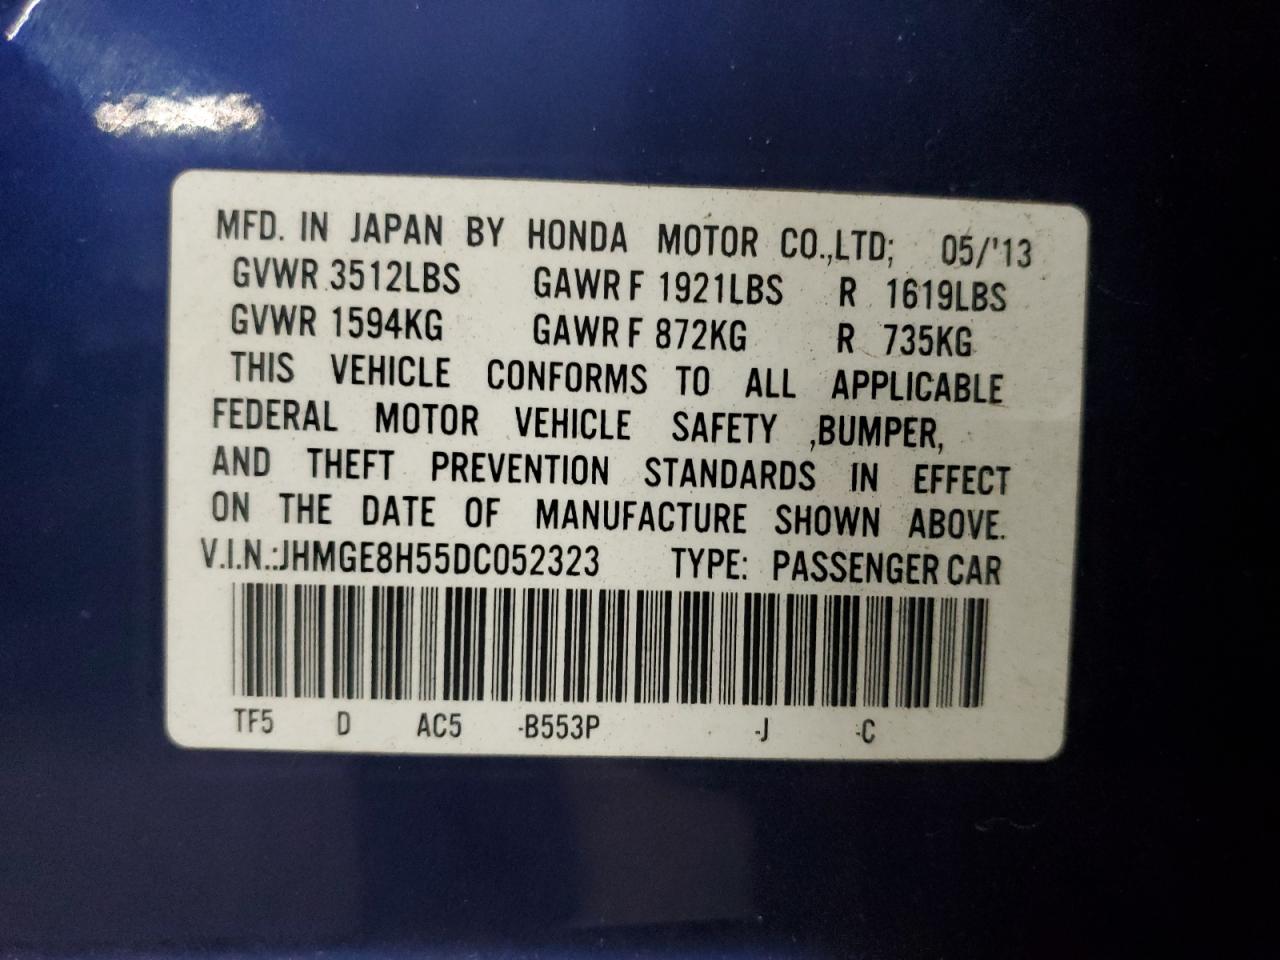 MFD. IN JAPAN BY HONDA MOTOR CO.,LTD; 05/'13
GVWR 3512LBS GAWR F 1921LBS R 1619LBS
GVWR 1594KG GAWR F 872KG R 735KG
THIS VEHICLE CONFORMS TO ALL APPLICABLE
FEDERAL MOTOR VEHICLE SAFETY ,BUMPER,
AND THEFT PREVENTION STANDARDS IN EFFECT
ON THE DATE OF MANUFACTURE SHOWN ABOVE.
V.I.N.:JHMGE8H55DC052323 TYPE: PASSENGER CAR
TF5 D AC5 -B553P -J -C